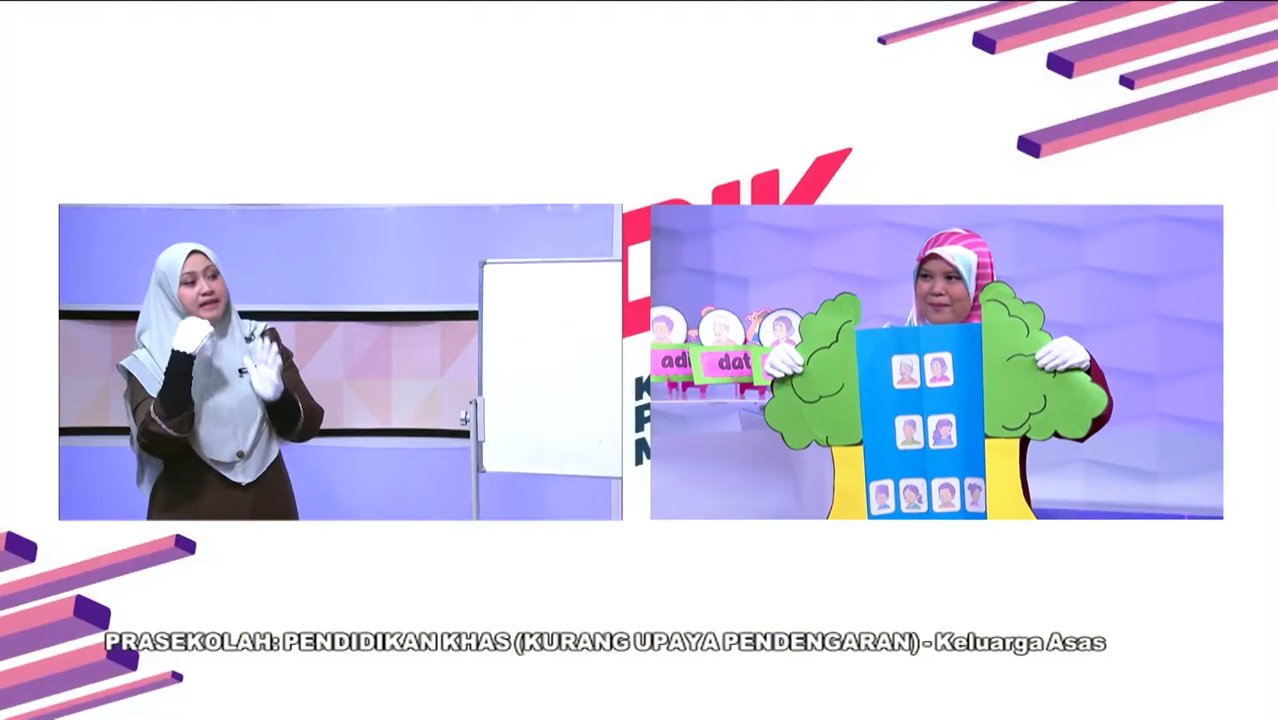 adi
dat
PRASEKOLAH: PENDIDIKAN KHAS (KURANG UPAYA PENDENGARAN) - Keluarga Asas